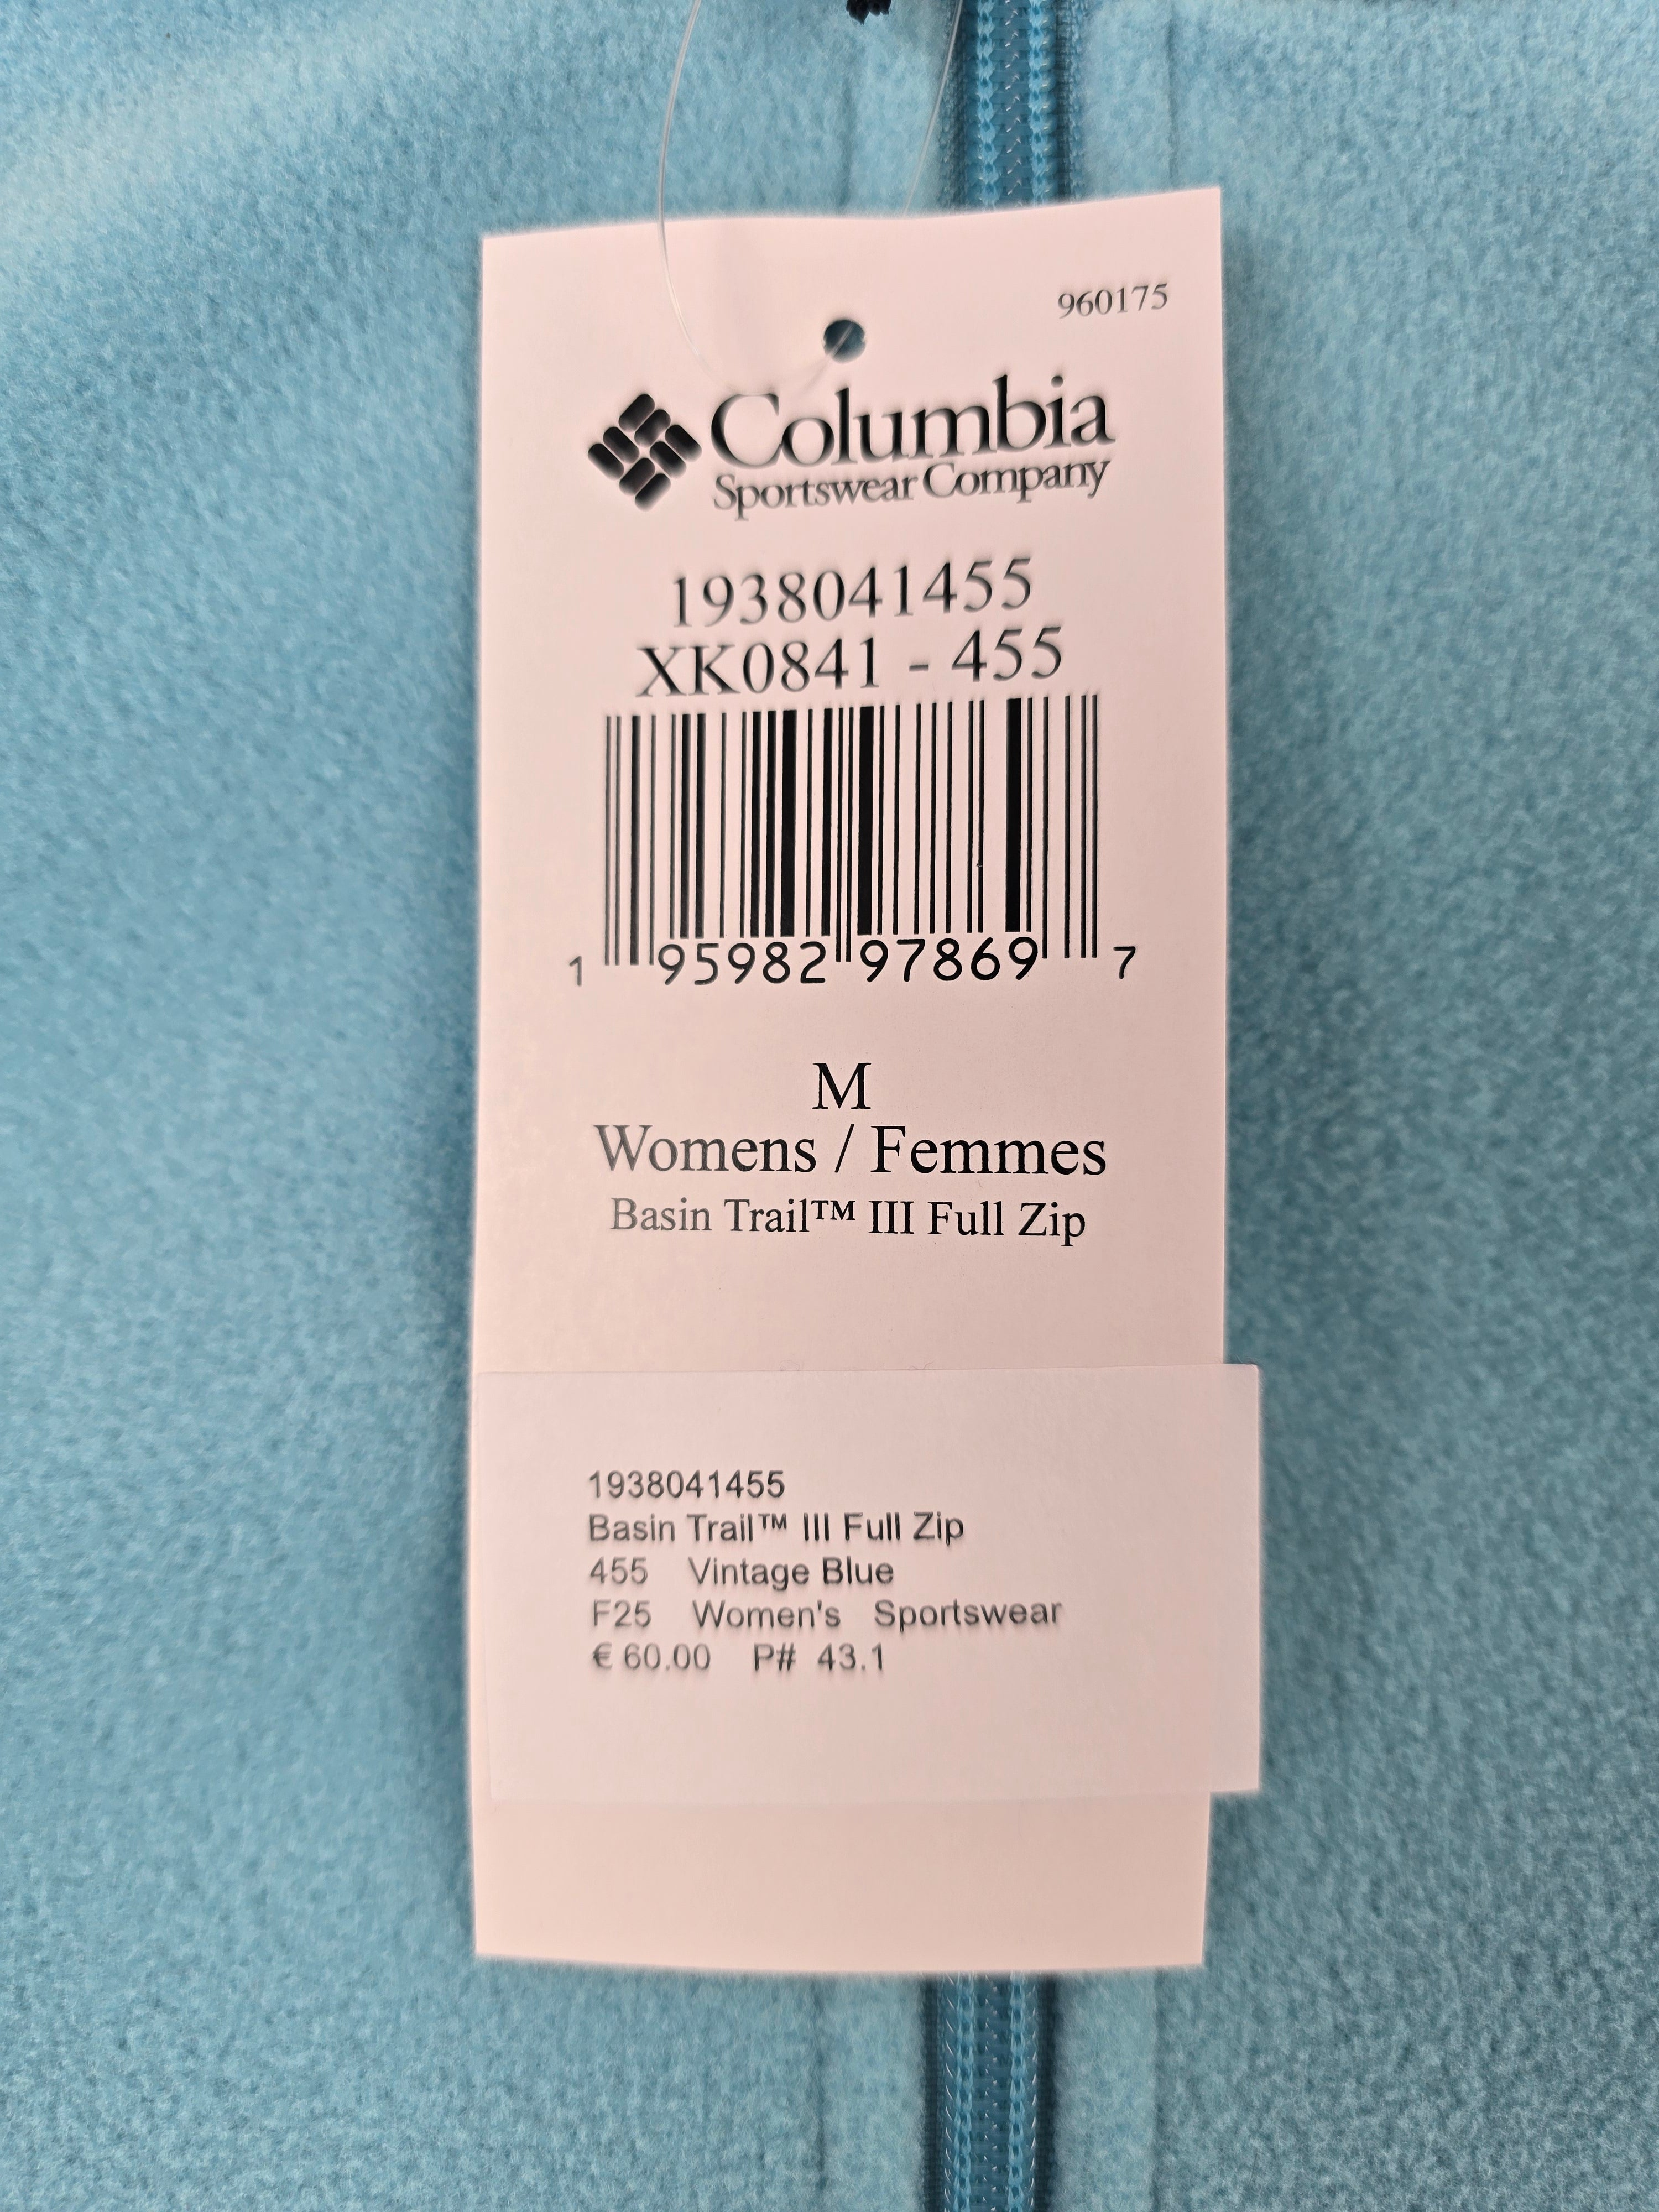 960175
Columbia
Sportswear Company
1938041455
XK0841 - 455
1 95982 97869 7
M
Womens / Femmes
Basin Trail™ III Full Zip
1938041455
Basin Trail™ III Full Zip
455 Vintage Blue
F25 Women's Sportswear
€ 60.00 P# 43.1